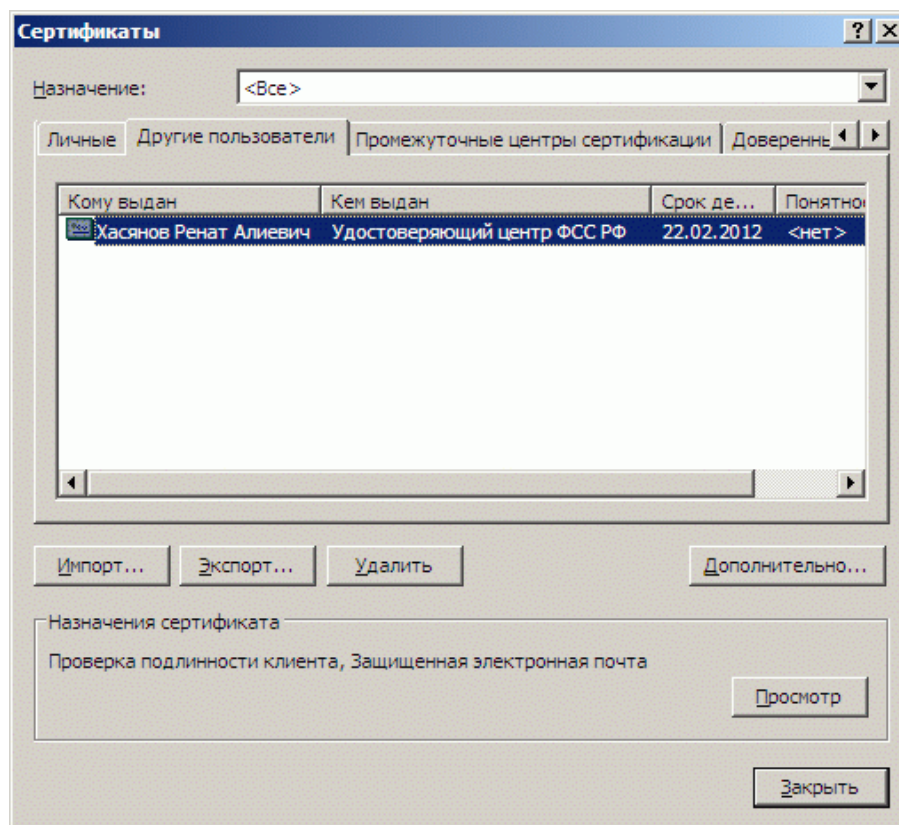 Сертификаты
Назначение: <Все>
Личные Другие пользователи Промежуточные центры сертификации Доверенны
Кому выдан Кем выдан Срок де... Понятно
Хасянов Ренат Алиевич Удостоверяющий центр ФСС РФ 22.02.2012 <нет>
Импорт... Экспорт... Удалить Дополнительно...
Назначения сертификата
Проверка подлинности клиента, Защищенная электронная почта
Просмотр
Закрыть